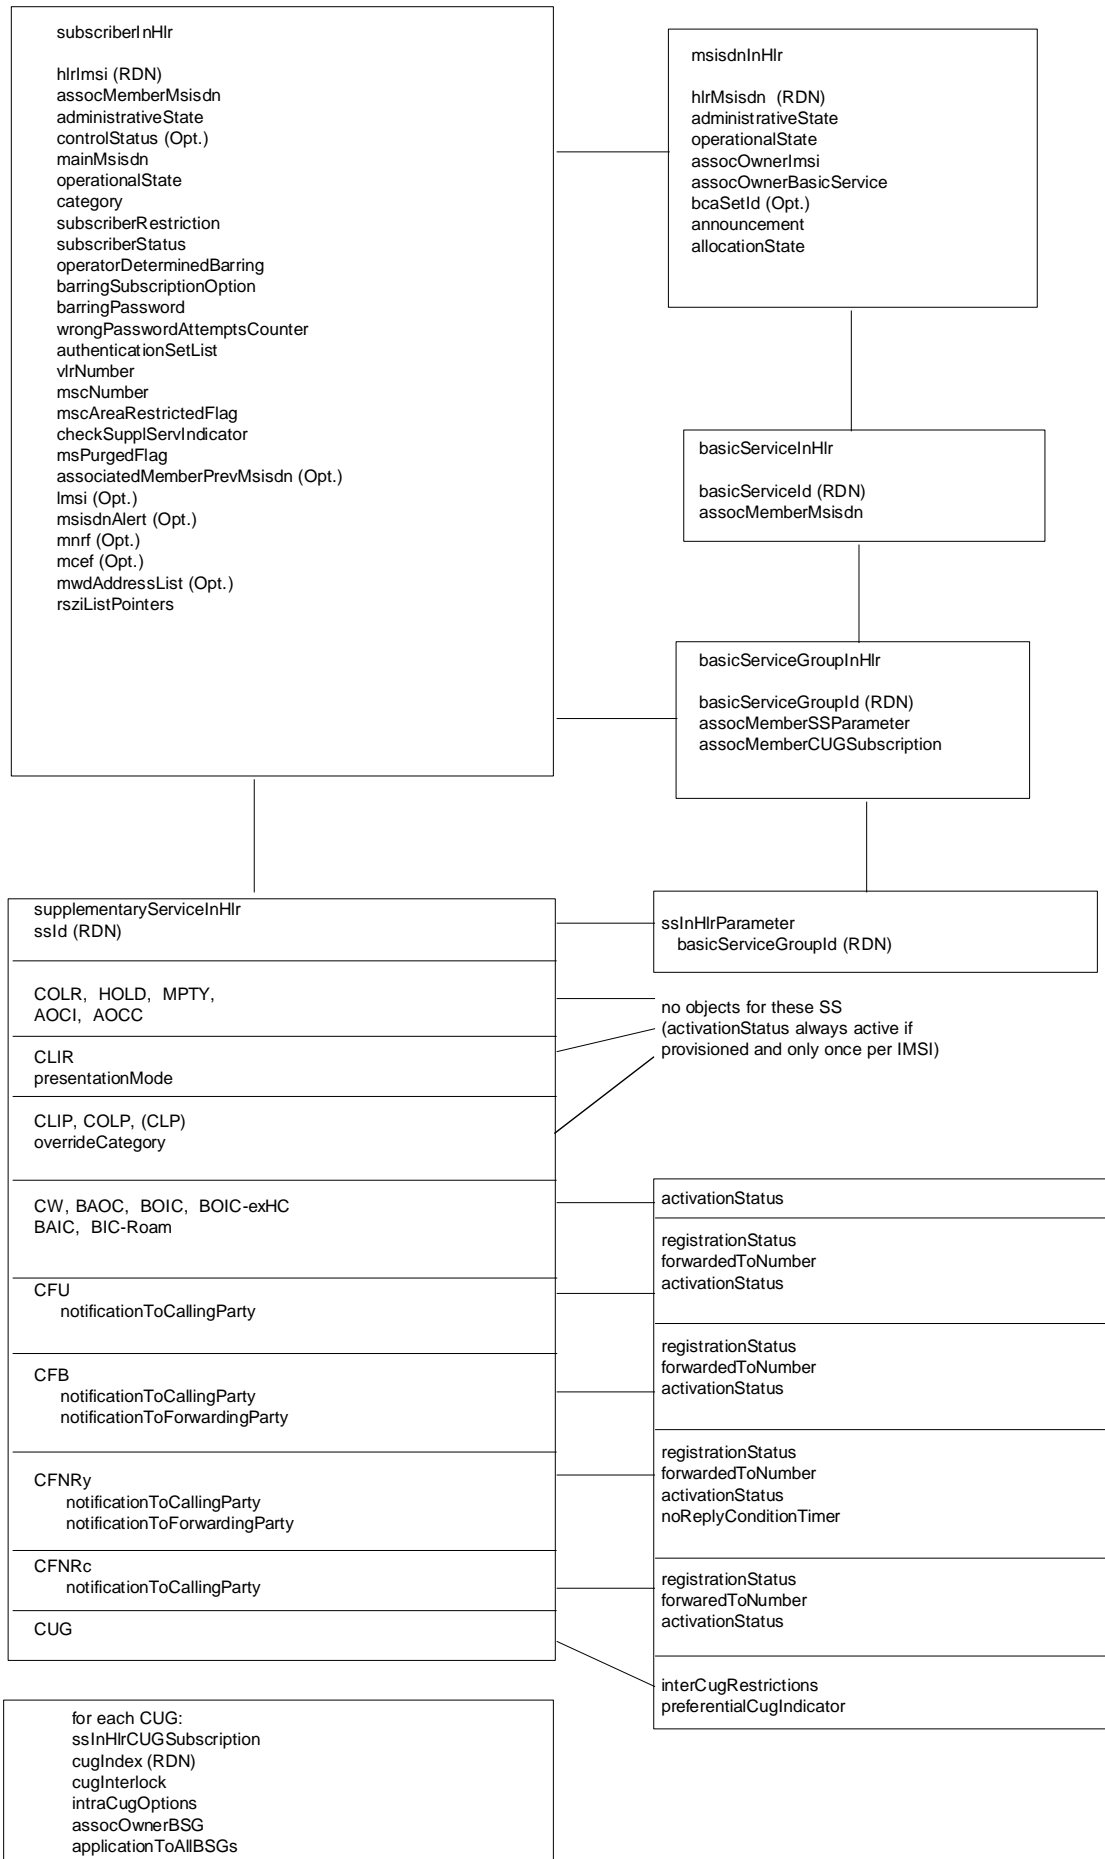 subscriberInHlr
hlrImsi (RDN)
assocMemberMsisdn
administrativeState
controlStatus (Opt.)
mainMsisdn
operationalState
category
subscriberRestriction
subscriberStatus
operatorDeterminedBarring
barringSubscriptionOption
barringPassword
wrongPasswordAttemptsCounter
authenticationSetList
vlrNumber
mscNumber
mscAreaRestrictedFlag
checkSupplServIndicator
msPurgedFlag
associatedMemberPrevMsisdn (Opt.)
lmsi (Opt.)
msisdnAlert (Opt.)
mnrf (Opt.)
mcef (Opt.)
mwdAddressList (Opt.)
rsziListPointers
msisdnInHlr
hlrMsisdn (RDN)
administrativeState
operationalState
assocOwnerImsi
assocOwnerBasicService
bcaSetId (Opt.)
announcement
allocationState
basicServiceInHlr
basicServiceId (RDN)
assocMemberMsisdn
basicServiceGroupInHlr
basicServiceGroupId (RDN)
assocMemberSSParameter
assocMemberCUGSubscription
supplementaryServiceInHlr
ssId (RDN)
COLR, HOLD, MPTY,
AOCI, AOCC
CLIR
presentationMode
CLIP, COLP, (CLP)
overrideCategory
CW, BAOC, BOIC, BOIC-exHC
BAIC, BIC-Roam
CFU
notificationToCallingParty
CFB
notificationToCallingParty
notificationToForwardingParty
CFNRy
notificationToCallingParty
notificationToForwardingParty
CFNRc
notificationToCallingParty
CUG
ssInHlrParameter
basicServiceGroupId (RDN)
no objects for these SS
(activationStatus always active if
provisioned and only once per IMSI)
activationStatus
registrationStatus
forwardedToNumber
activationStatus
registrationStatus
forwardedToNumber
activationStatus
registrationStatus
forwardedToNumber
activationStatus
noReplyConditionTimer
registrationStatus
forwaredToNumber
activationStatus
interCugRestrictions
preferentialCugIndicator
for each CUG:
ssInHlrCUGSubscription
cugIndex (RDN)
cugInterlock
intraCugOptions
assocOwnerBSG
applicationToAllBSGs